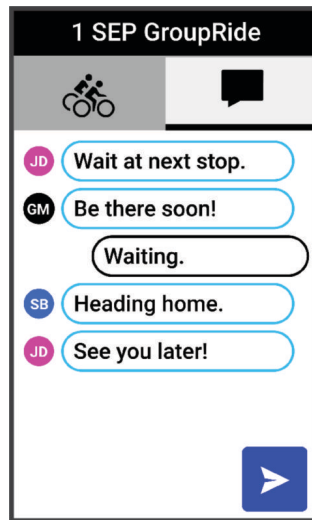 1 SEP GroupRide
JD Wait at next stop.
GM Be there soon!
Waiting.
SB Heading home.
JD See you later!